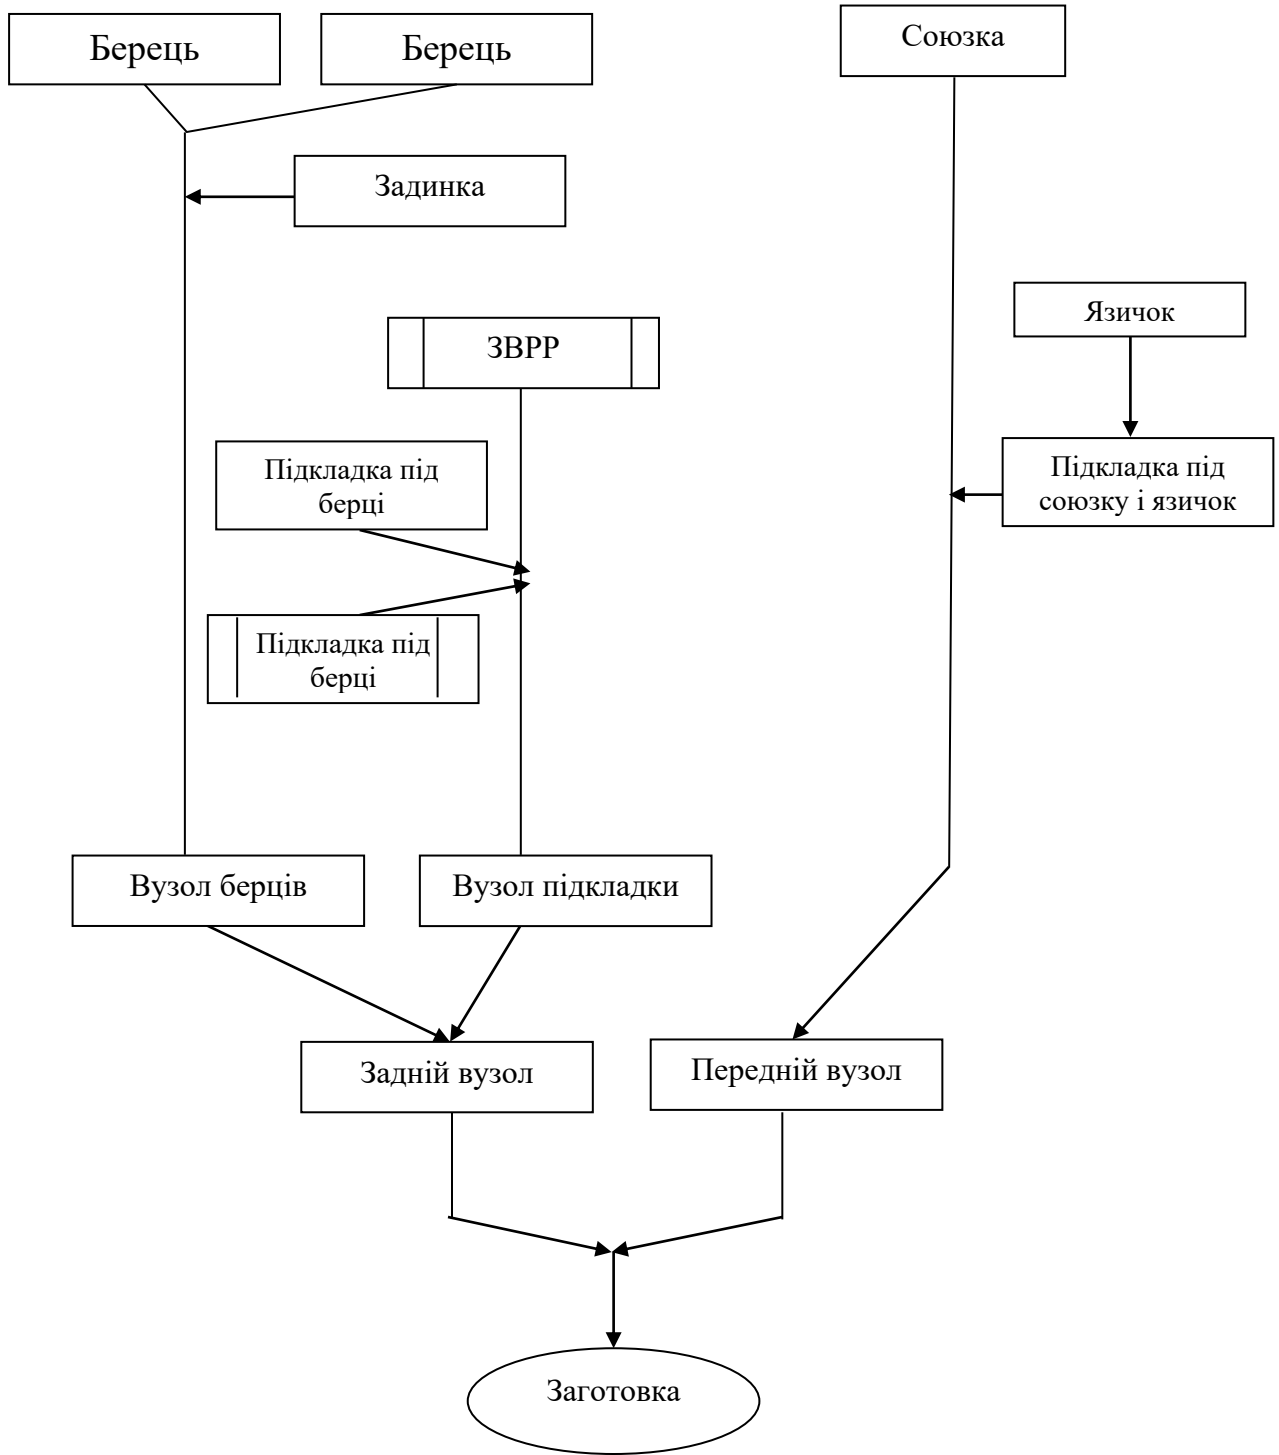 Берець
Берець
Союзка
Задинка
Язичок
ЗВРР
Підкладка під
берці
Підкладка під
союзку і язичок
Підкладка під
берці
Вузол берців
Вузол підкладки
Задній вузол
Передній вузол
Заготовка